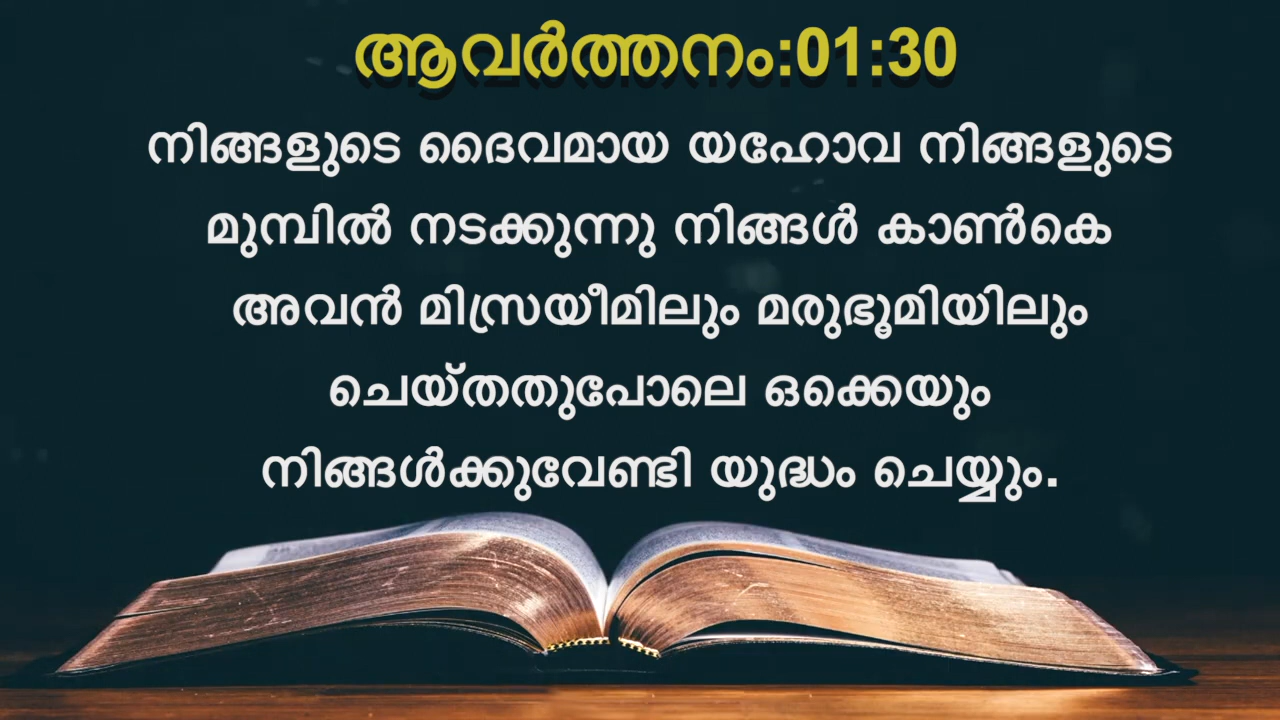 ആവർത്തനം:01:30
നിങ്ങളുടെ ദൈവമായ യഹോവ നിങ്ങളുടെ
മുമ്പിൽ നടക്കുന്നു നിങ്ങൾ കാൺകെ
അവൻ മിസ്രയീമിലും മരുഭൂമിയിലും
ചെയ്തതുപോലെ ഒക്കെയും
നിങ്ങൾക്കുവേണ്ടി യുദ്ധം ചെയ്യും.